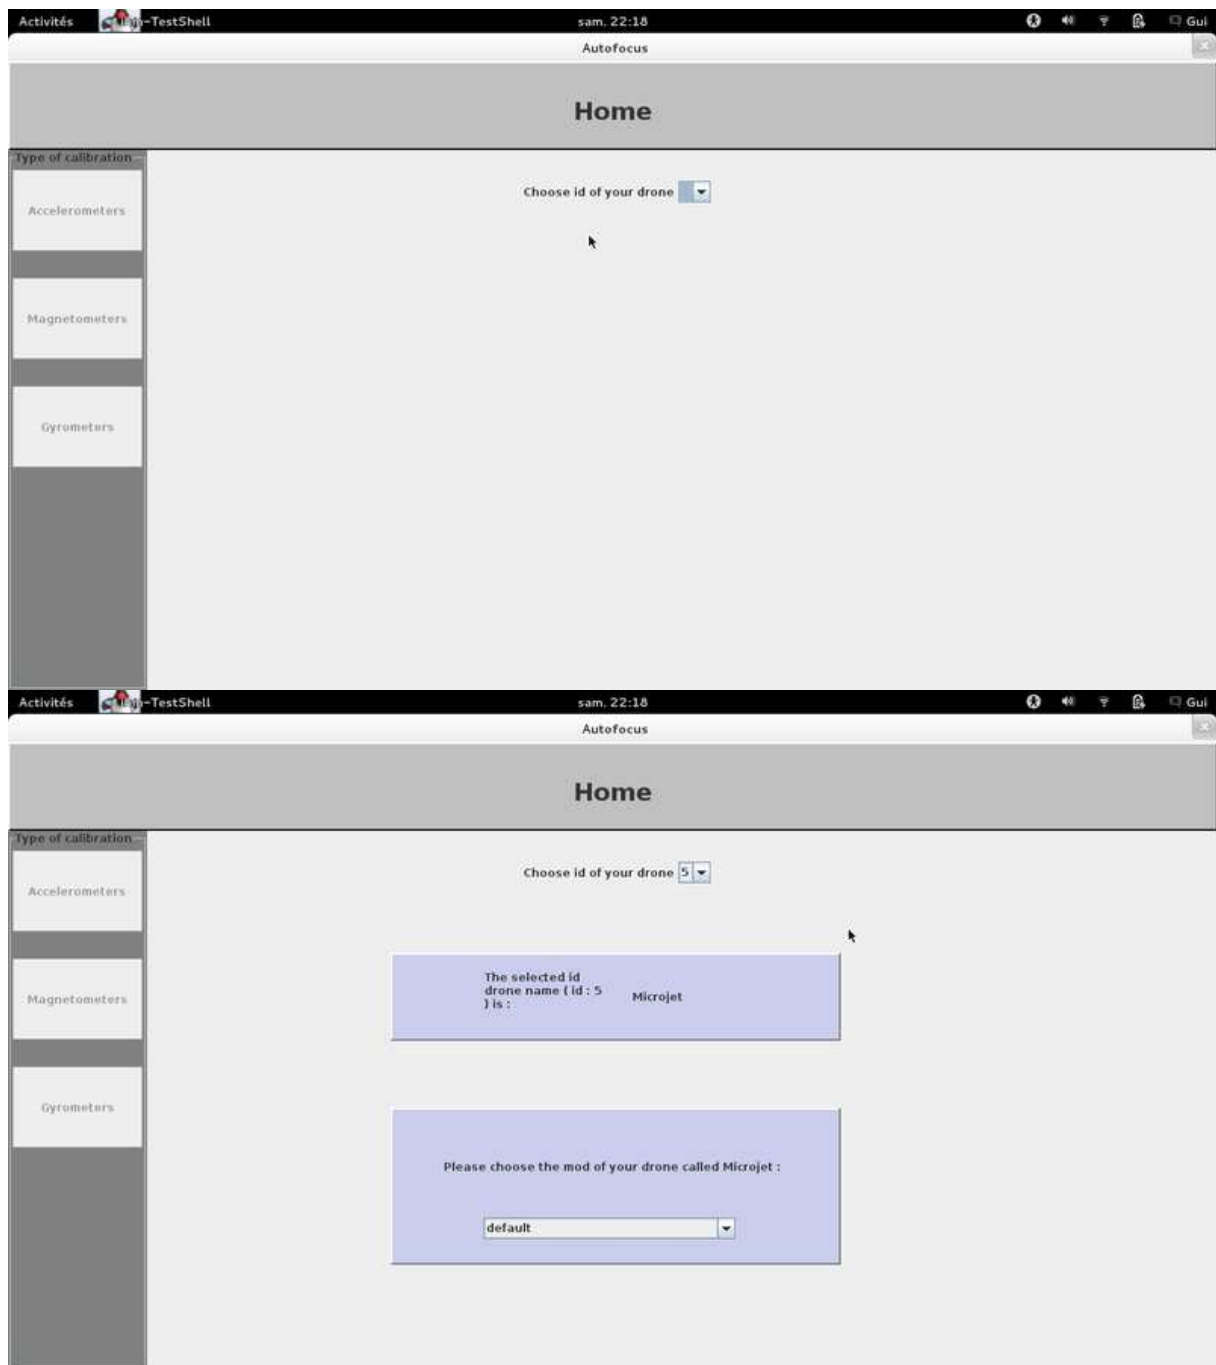 Activités
-TestShell
sam. 22:18
Gui
Autofocus
Home
Type of calibration
Choose id of your drone
Accelerometers
Magnetometers
Gyrometers
Activités
-TestShell
sam. 22:18
Gui
Autofocus
Home
Type of calibration
Choose id of your drone 5
Accelerometers
The selected id
drone name ( id : 5
) is :
Microjet
Magnetometers
Gyrometers
Please choose the mod of your drone called Microjet :
default